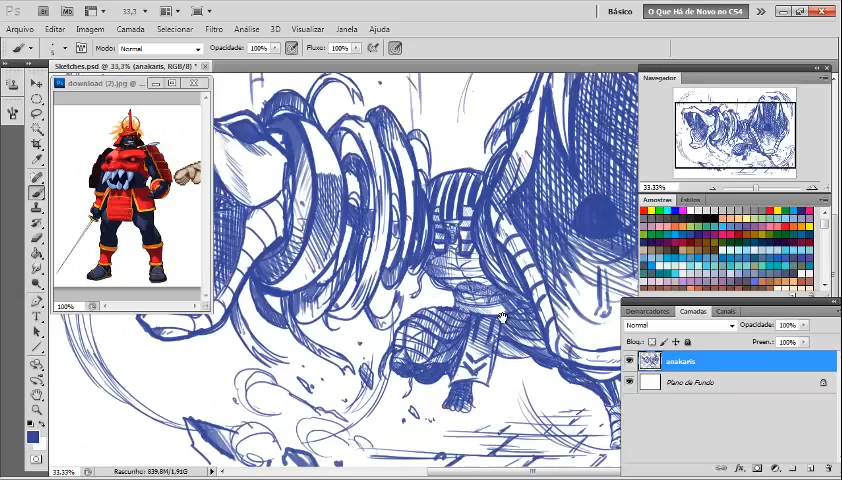 Ps 33,3 Básico O Que Há de Novo no CS4
Arquivo Editar Imagem Camada Selecionar Filtro Análise 3D Visualizar Janela Ajuda
5 Modo: Normal Opacidade: 100% Fluxo: 100%
Sketches.psd @ 33,3% (anakaris, RGB/8) *
download (2).jpg @ ...
100%
Navegador
33.33%
Amostras Estilos
Demarcadores Camadas Canais
Normal Opacidade: 100%
Bloq.: Preen.: 100%
anakaris
Plano de Fundo
33.33% Rascunho: 839,8M/1,91G